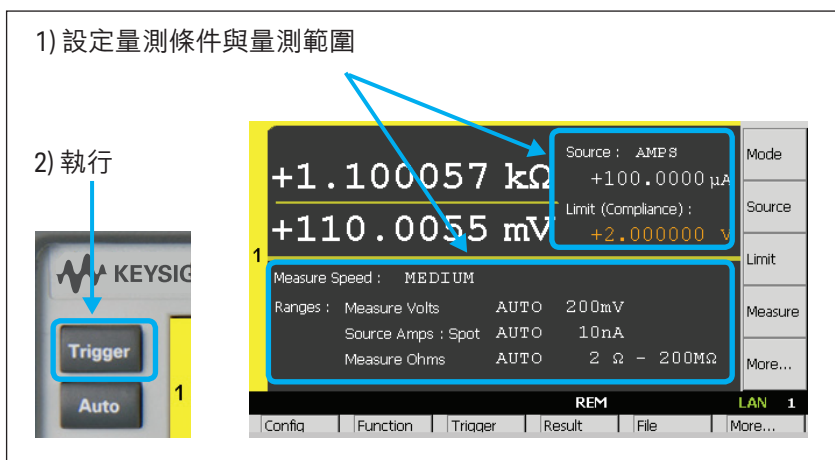 1) 設定量測條件與量測範圍
2) 執行
KEYSIG
Trigger
Auto
1
1
+1.100057 kΩ
+110.0055 mV
Source : AMPS
+100.0000 μA
Limit (Compliance) :
+2.000000 V
Measure Speed : MEDIUM
Ranges : Measure Volts AUTO 200mV
Source Amps : Spot AUTO 10nA
Measure Ohms AUTO 2 Ω - 200MΩ
Mode
Source
Limit
Measure
More...
REM LAN 1
Config Function Trigger Result File More...